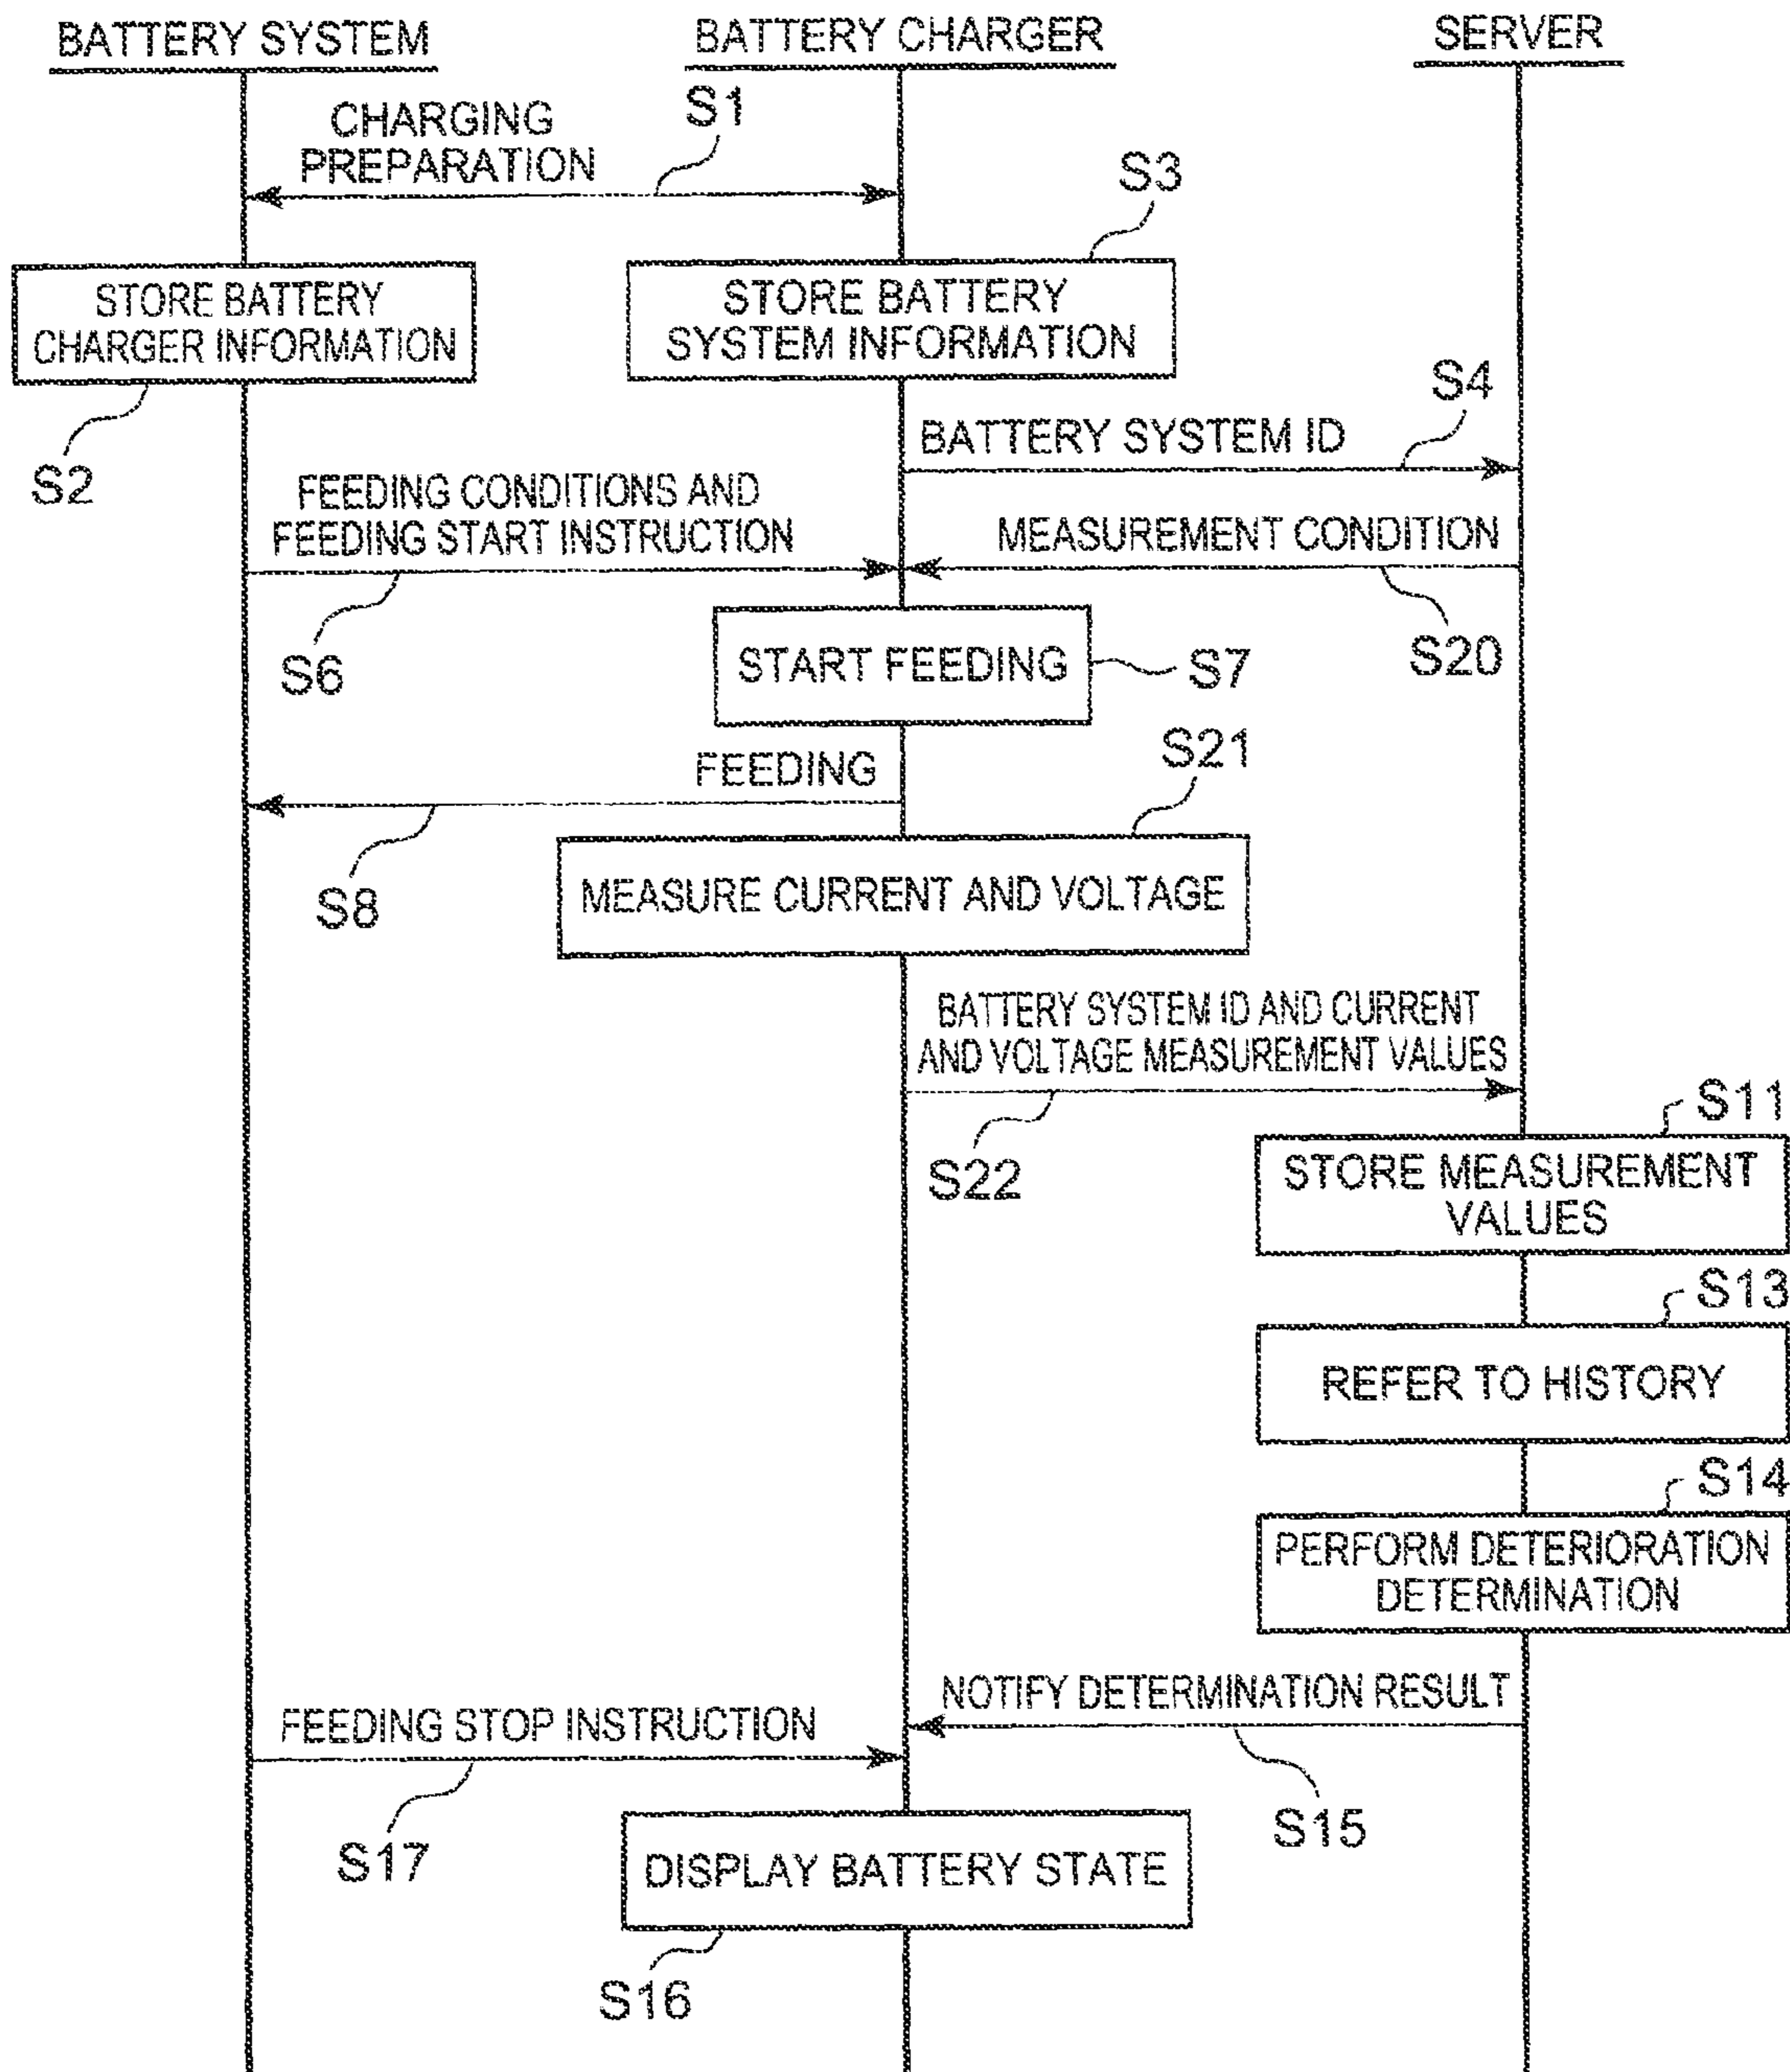 BATTERY SYSTEM
BATTERY CHARGER
SERVER
CHARGING
PREPARATION
S1
S3
STORE BATTERY
CHARGER INFORMATION
STORE BATTERY
SYSTEM INFORMATION
S2
S4
BATTERY SYSTEM ID
FEEDING CONDITIONS AND
FEEDING START INSTRUCTION
MEASUREMENT CONDITION
S6
START FEEDING
S7
S20
FEEDING
S21
S8
MEASURE CURRENT AND VOLTAGE
BATTERY SYSTEM ID AND CURRENT
AND VOLTAGE MEASUREMENT VALUES
S22
S11
STORE MEASUREMENT
VALUES
S13
REFER TO HISTORY
S14
PERFORM DETERIORATION
DETERMINATION
NOTIFY DETERMINATION RESULT
FEEDING STOP INSTRUCTION
S15
S17
DISPLAY BATTERY STATE
S16